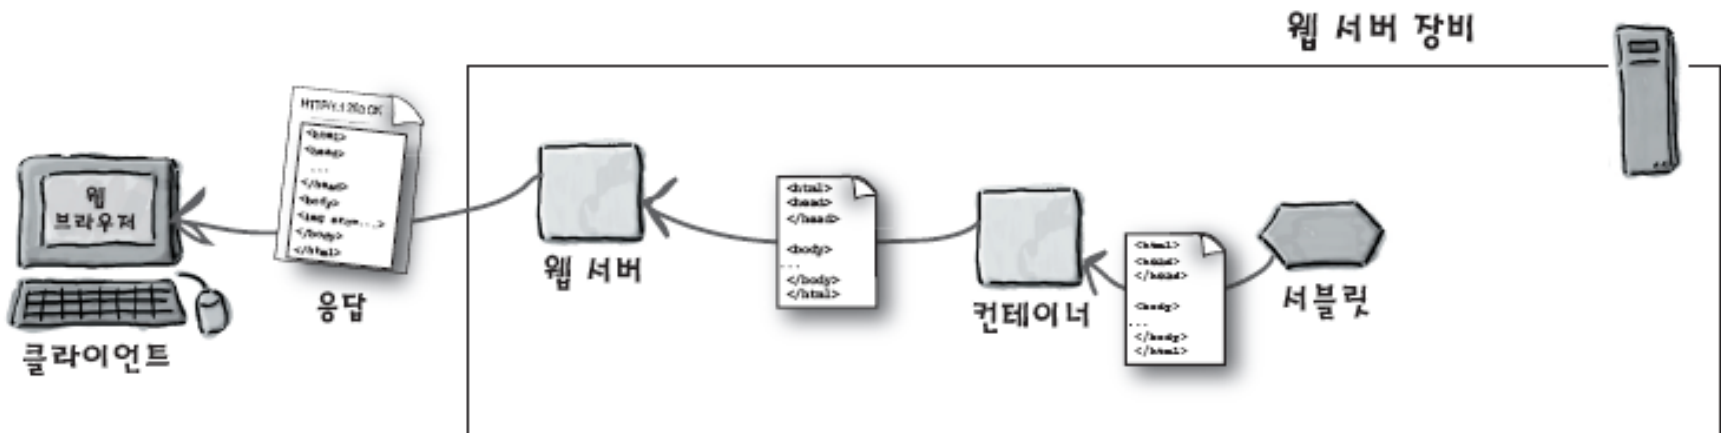 웹 서버 장비
HTTP/1.1 200 OK
<html>
<head>
...
</head>
<body>
</body>
</html>
웹
브라우저
클라이언트
응답
웹 서버
<html>
<head>
</head>
<body>
...
</body>
</html>
컨테이너
<html>
<head>
</head>
<body>
...
</body>
</html>
서블릿